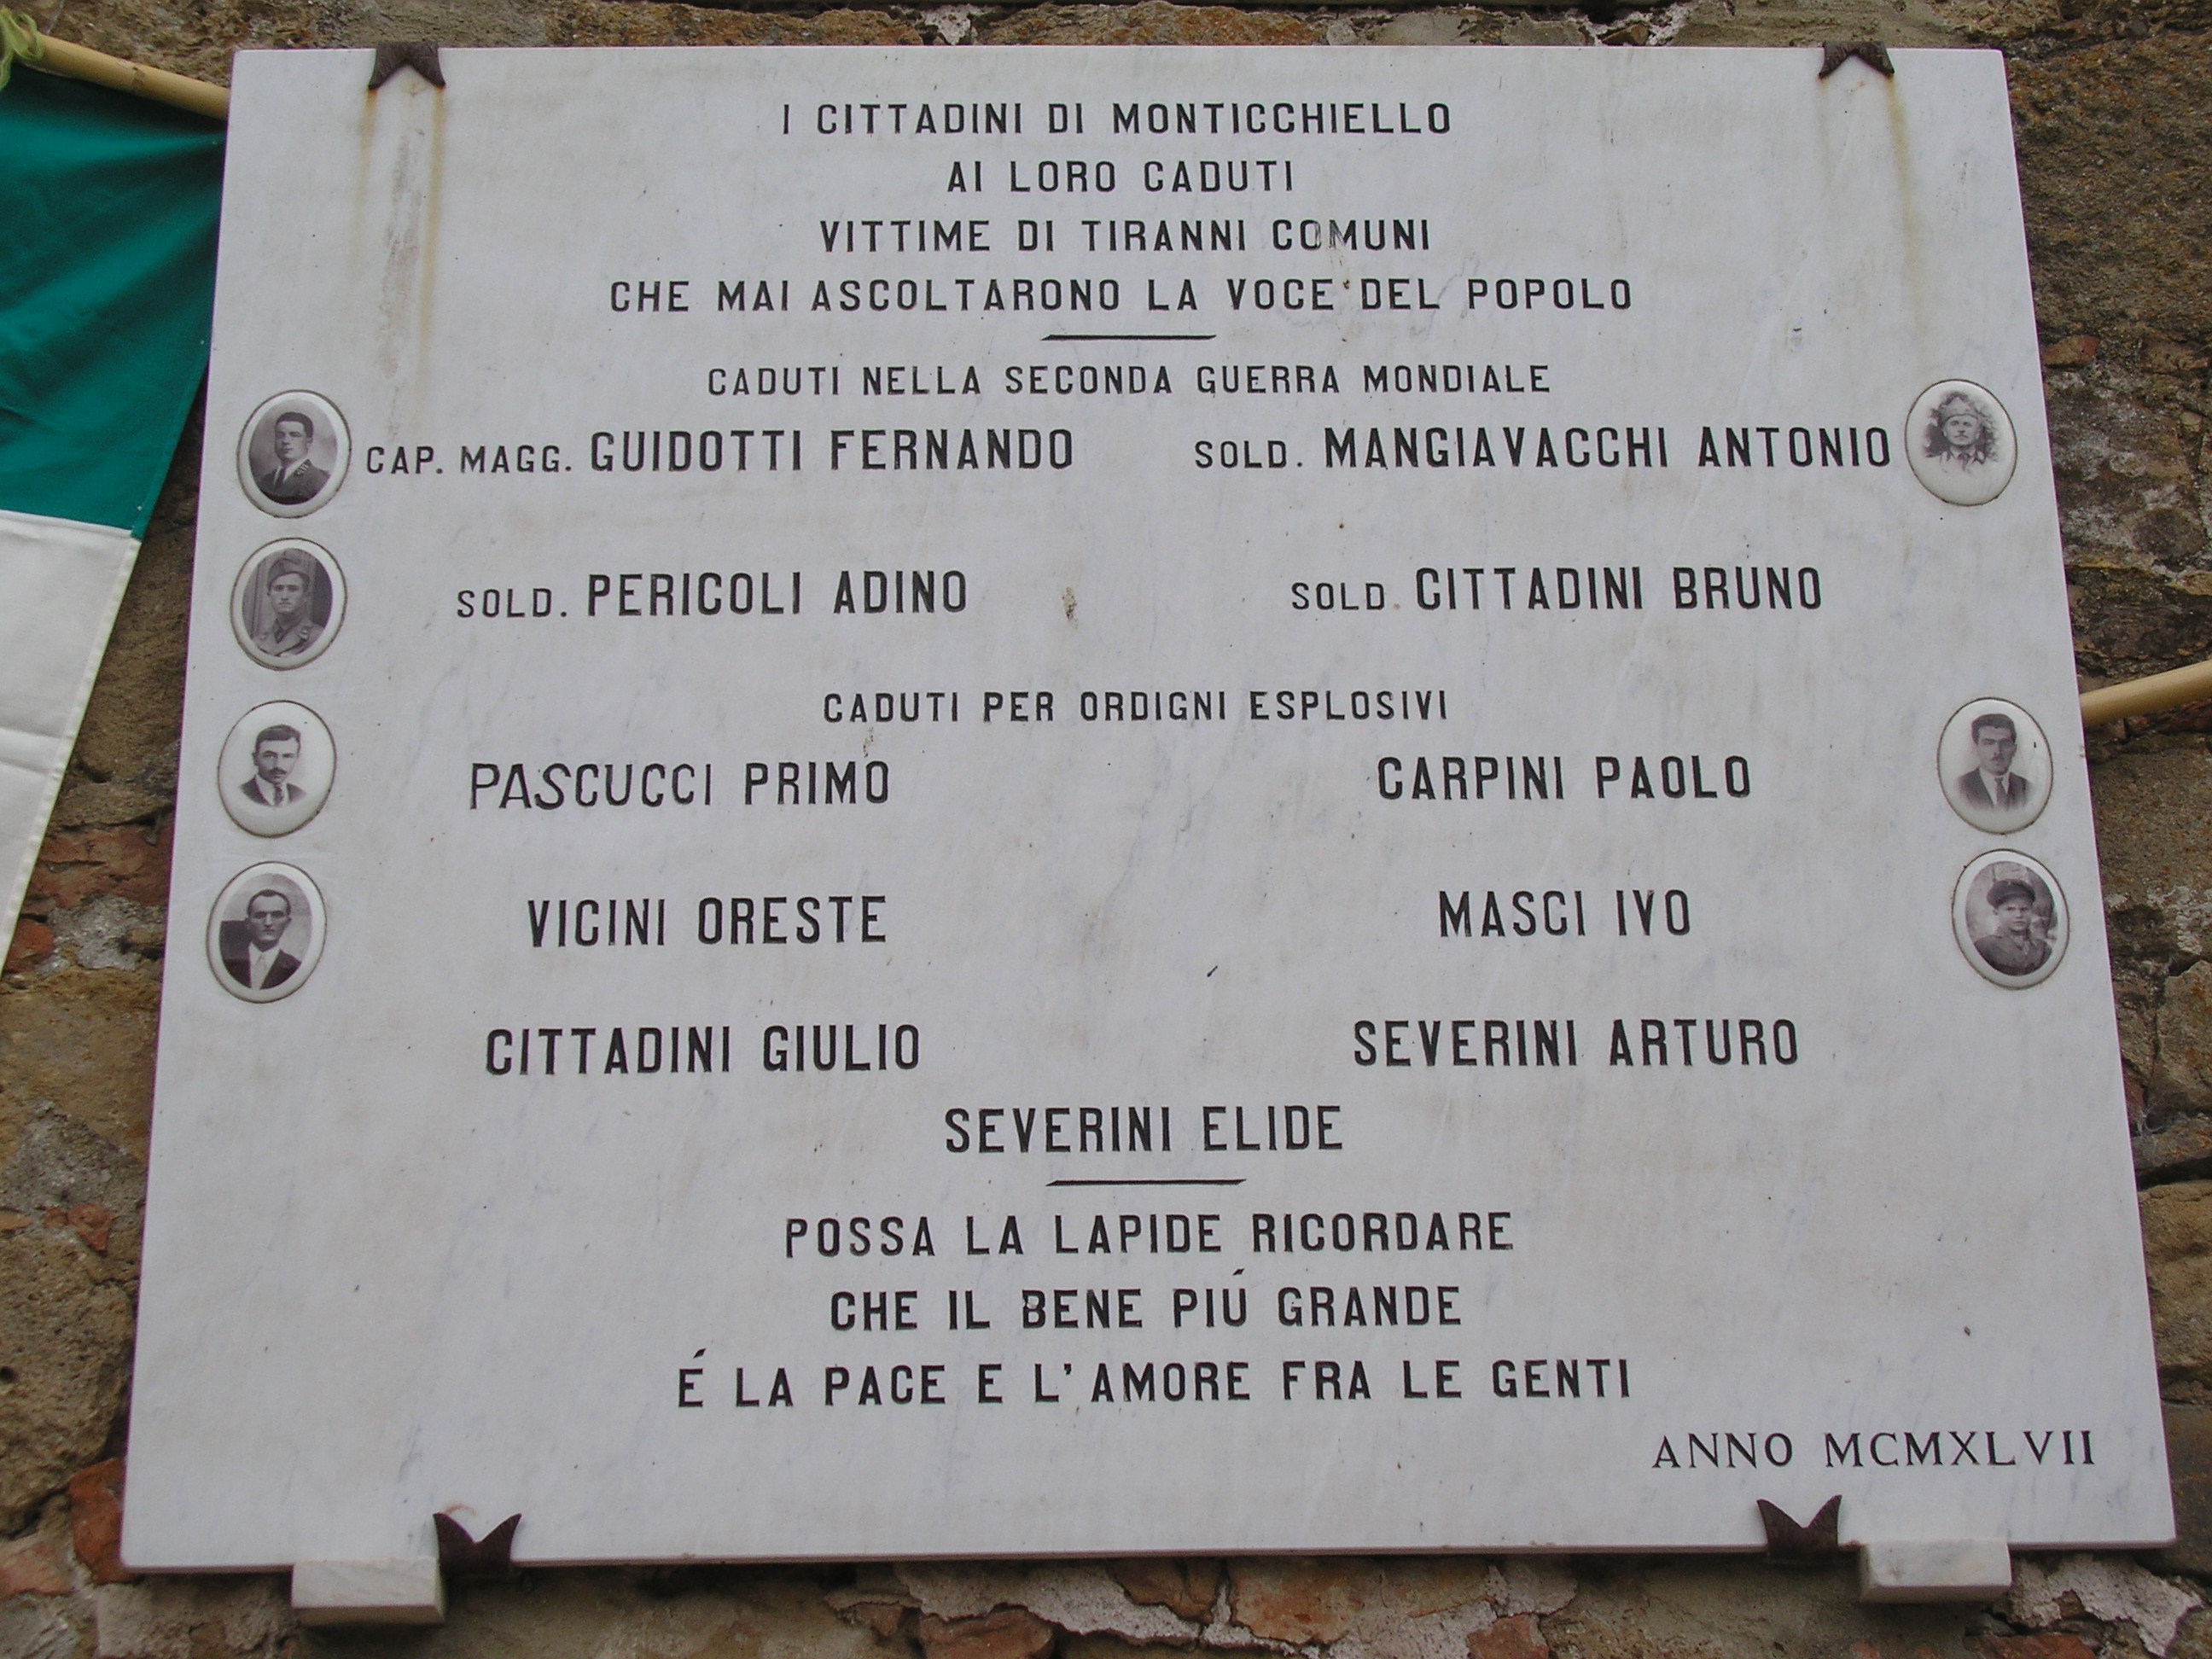 I CITTADINI DI MONTICCHIELLO
AI LORO CADUTI
VITTIME DI TIRANNI COMUNI
CHE MAI ASCOLTARONO LA VOCE DEL POPOLO
CADUTI NELLA SECONDA GUERRA MONDIALE
CAP. MAGG. GUIDOTTI FERNANDO SOLD. MANGIAVACCHI ANTONIO
SOLD. PERICOLI ADINO SOLD. CITTADINI BRUNO
CADUTI PER ORDIGNI ESPLOSIVI
PASCUCCI PRIMO CARPINI PAOLO
VICINI ORESTE MASCI IVO
CITTADINI GIULIO SEVERINI ARTURO
SEVERINI ELIDE
POSSA LA LAPIDE RICORDARE
CHE IL BENE PIÚ GRANDE
É LA PACE E L'AMORE FRA LE GENTI
ANNO MCMXLVII